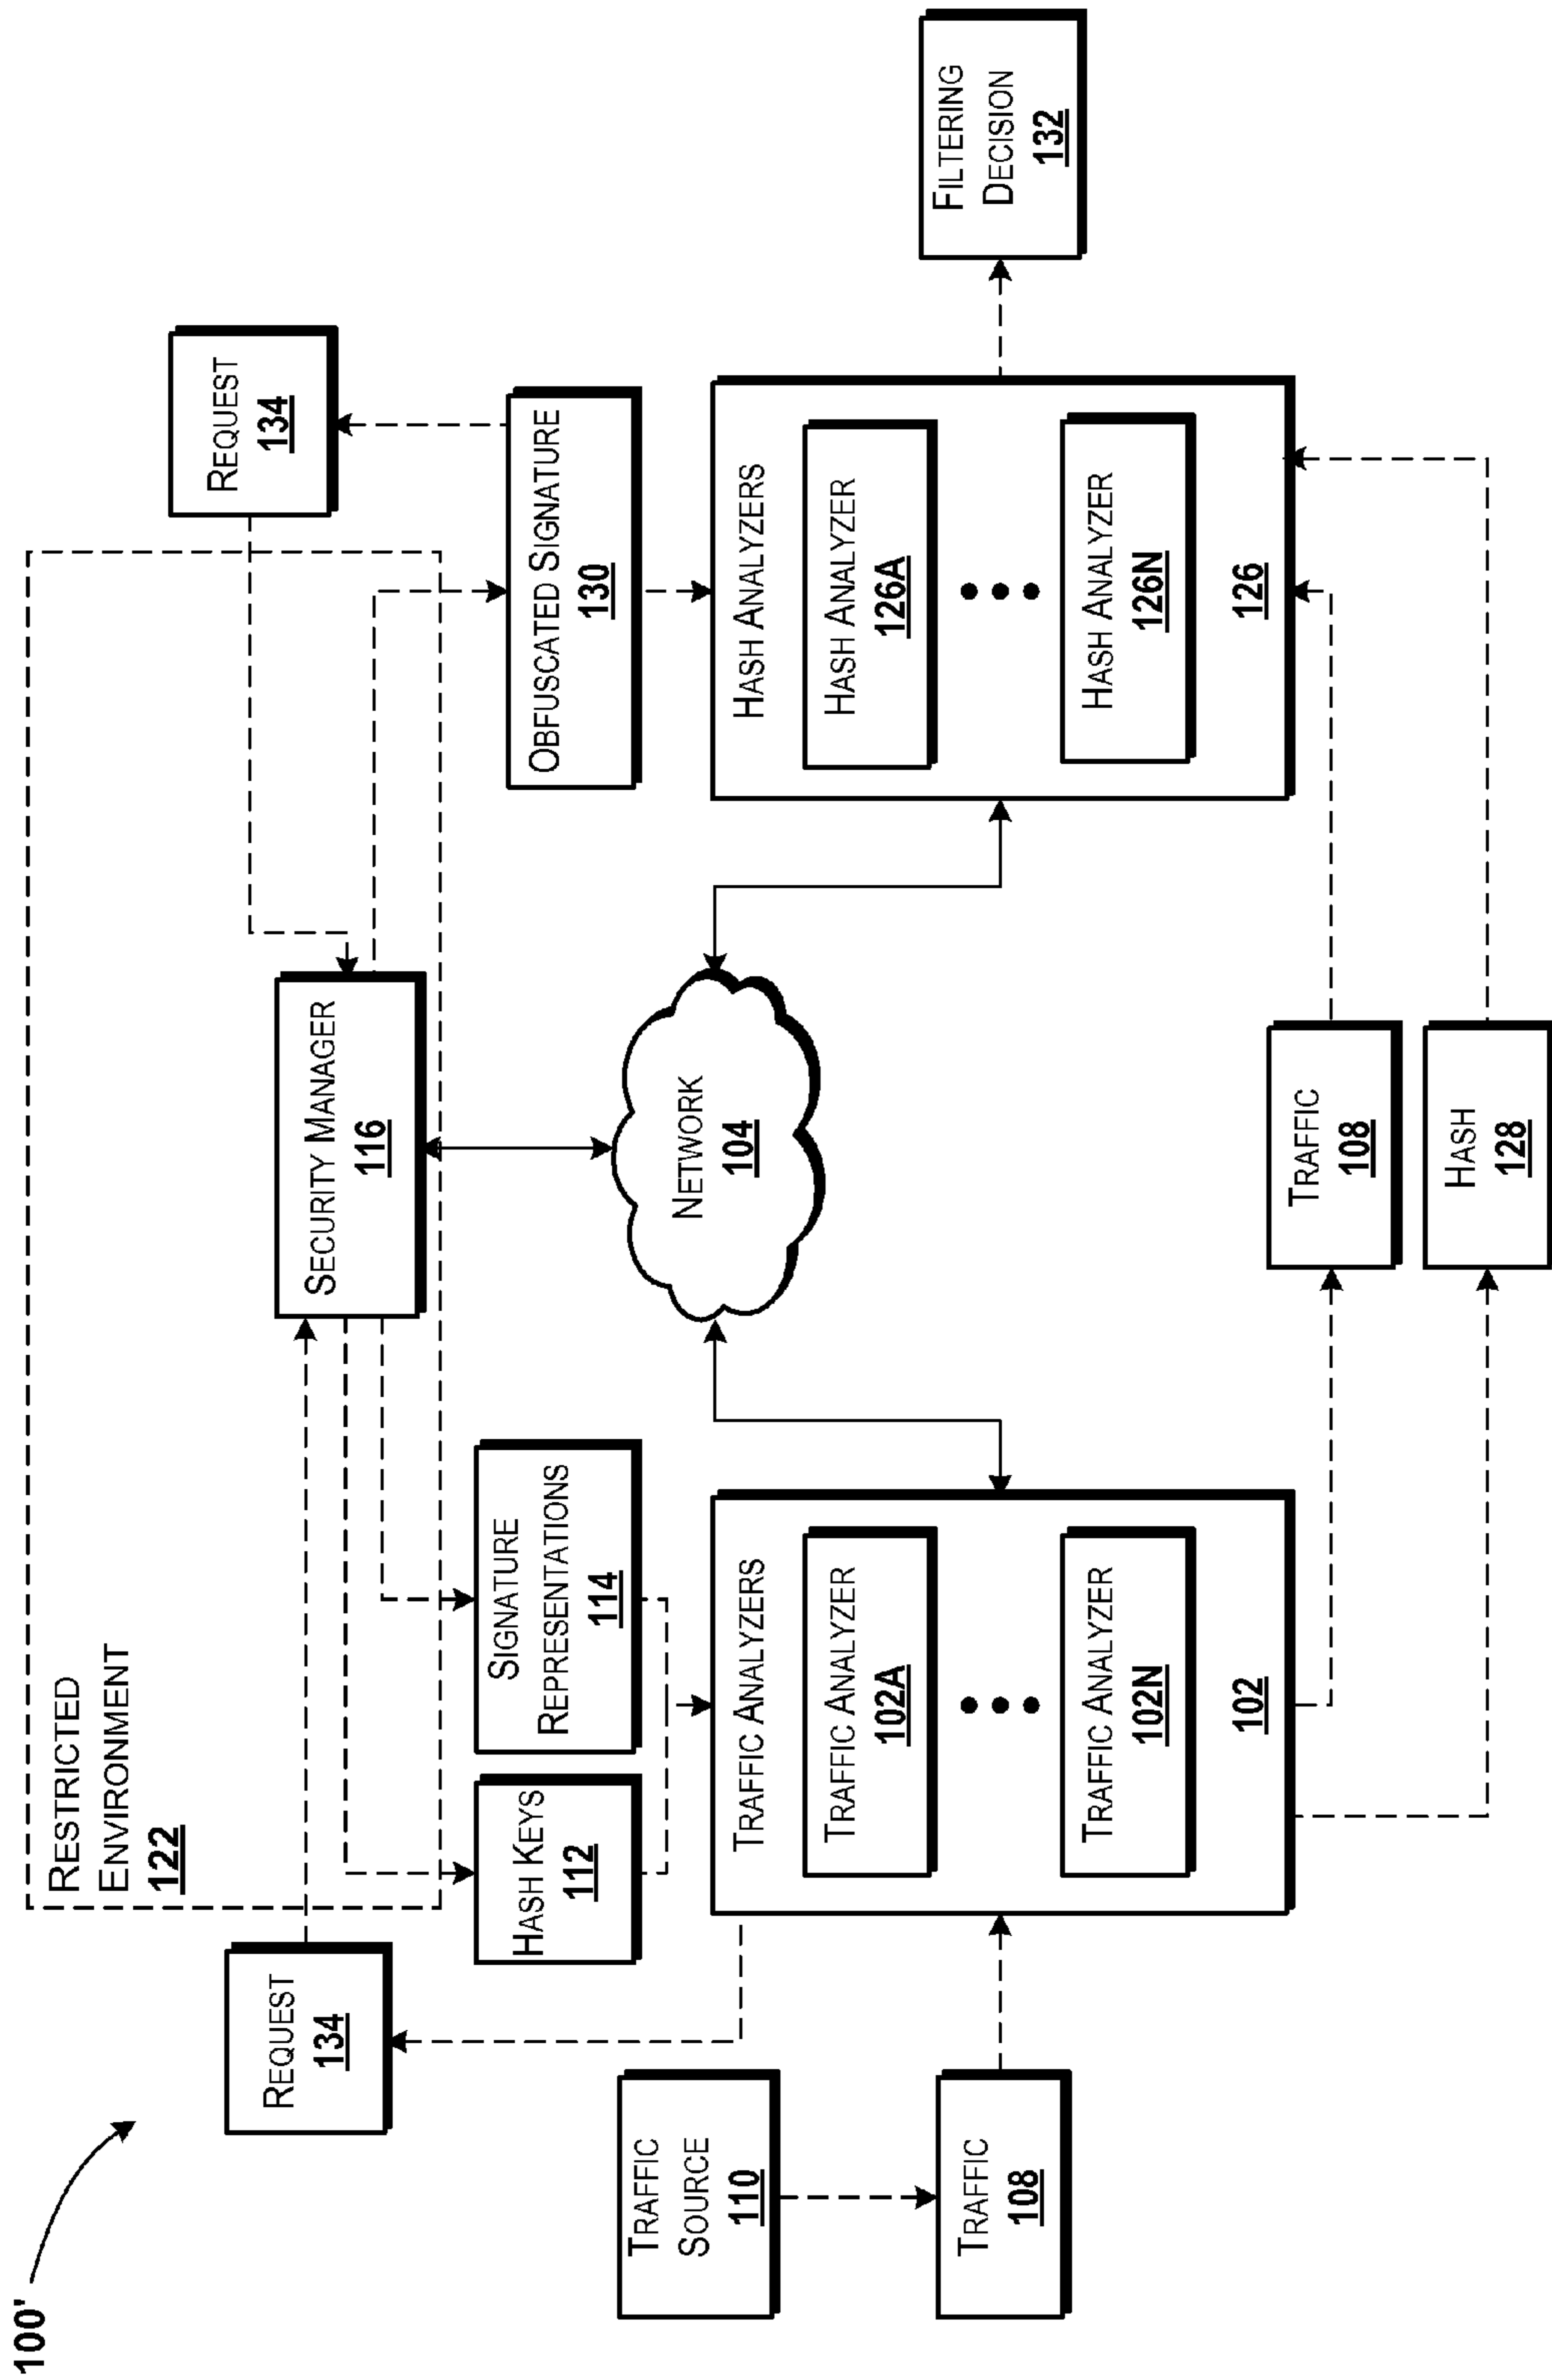 100'
RESTRICTED
ENVIRONMENT
122
REQUEST
134
SECURITY MANAGER
116
REQUEST
134
HASH KEYS
112
SIGNATURE
REPRESENTATIONS
114
OBFUSCATED SIGNATURE
130
TRAFFIC
SOURCE
110
TRAFFIC
108
TRAFFIC ANALYZERS
TRAFFIC ANALYZER
102A
TRAFFIC ANALYZER
102N
102
NETWORK
104
HASH ANALYZERS
HASH ANALYZER
126A
HASH ANALYZER
126N
126
FILTERING
DECISION
132
TRAFFIC
108
HASH
128